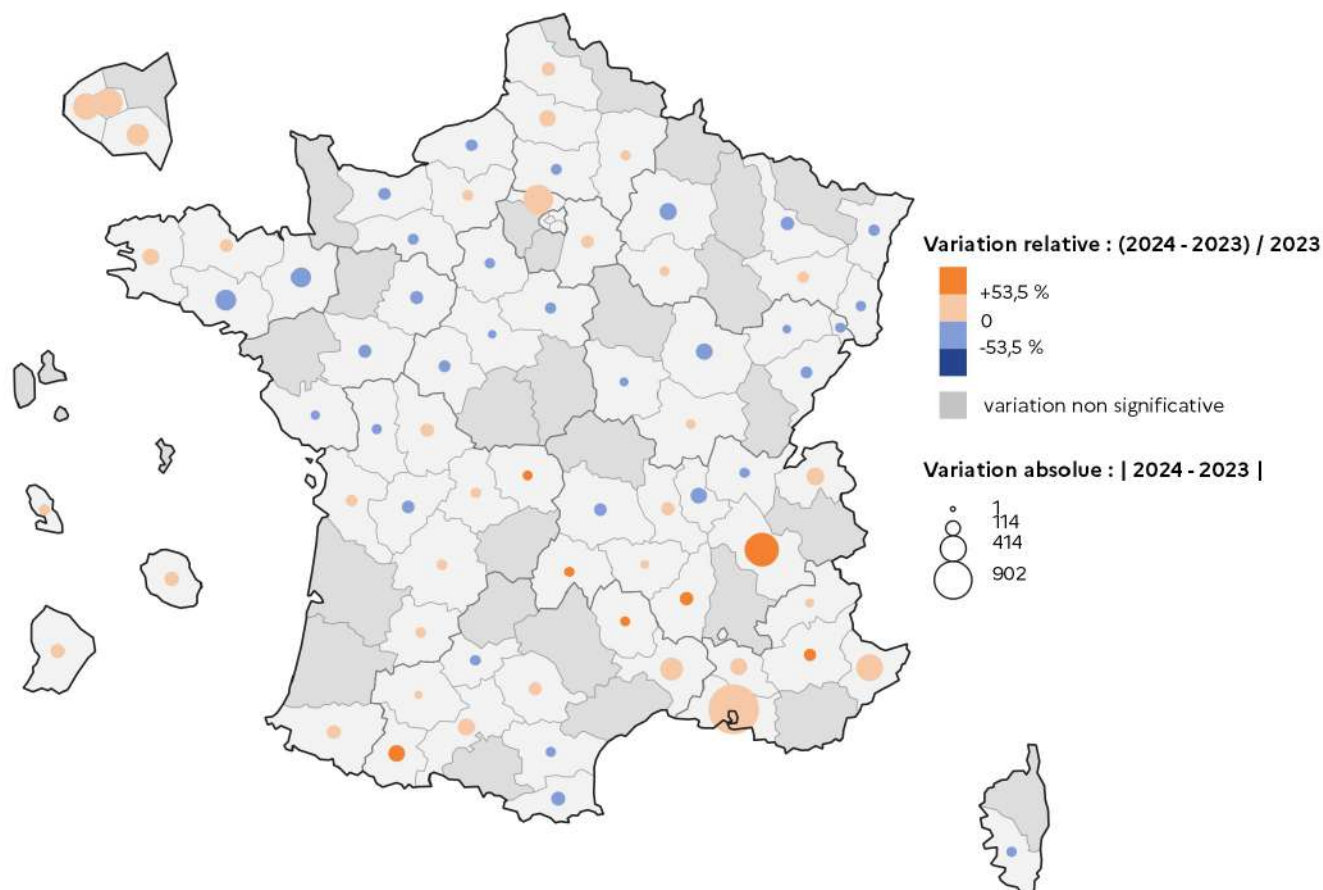 Variation relative : (2024 - 2023) / 2023
+53,5 %
0
-53,5 %
variation non significative
Variation absolue : | 2024 - 2023 |
1
114
414
902